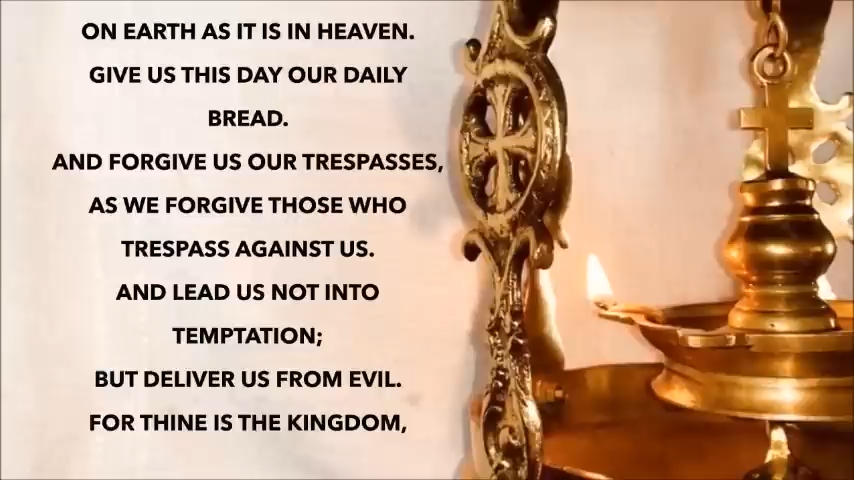 ON EARTH AS IT IS IN HEAVEN.
GIVE US THIS DAY OUR DAILY
BREAD.
AND FORGIVE US OUR TRESPASSES,
AS WE FORGIVE THOSE WHO
TRESPASS AGAINST US.
AND LEAD US NOT INTO
TEMPTATION;
BUT DELIVER US FROM EVIL.
FOR THINE IS THE KINGDOM,